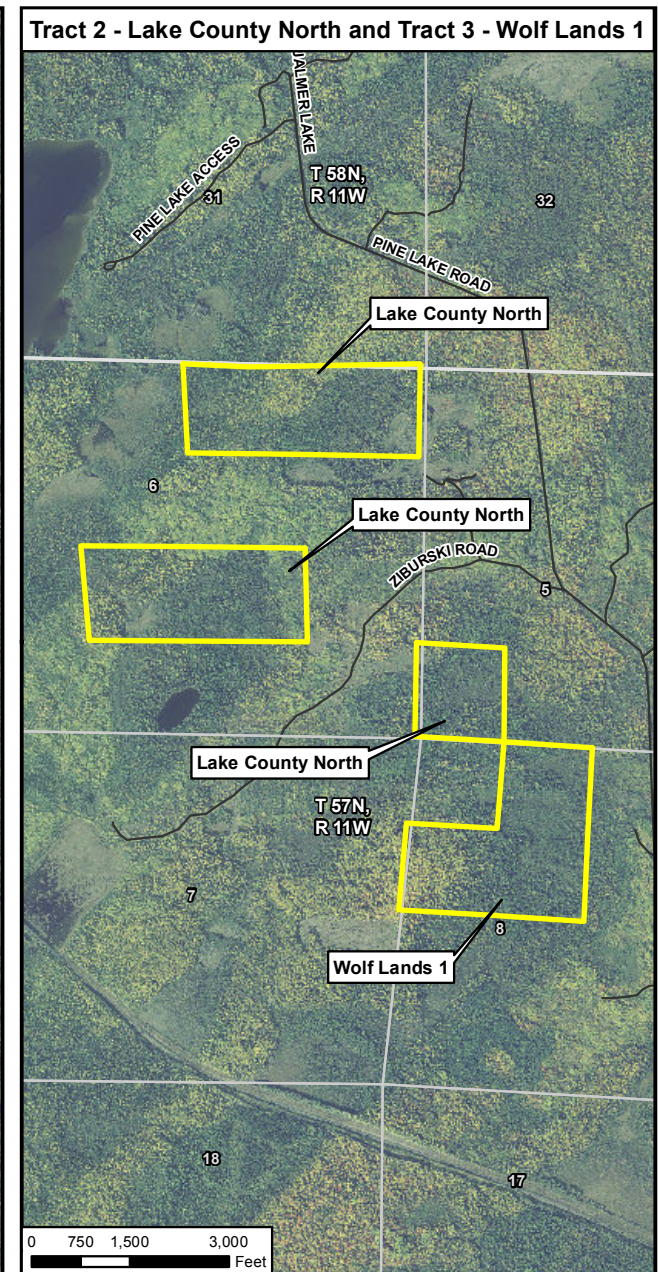 Tract 2 - Lake County North and Tract 3 - Wolf Lands 1
JALMER LAKE
PINE LAKE ACCESS
T 58N,
R 11W
31
32
PINE LAKE ROAD
Lake County North
6
Lake County North
ZIBURSKI ROAD
5
Lake County North
T 57N,
R 11W
7
8
Wolf Lands 1
18
17
0 750 1,500 3,000
Feet